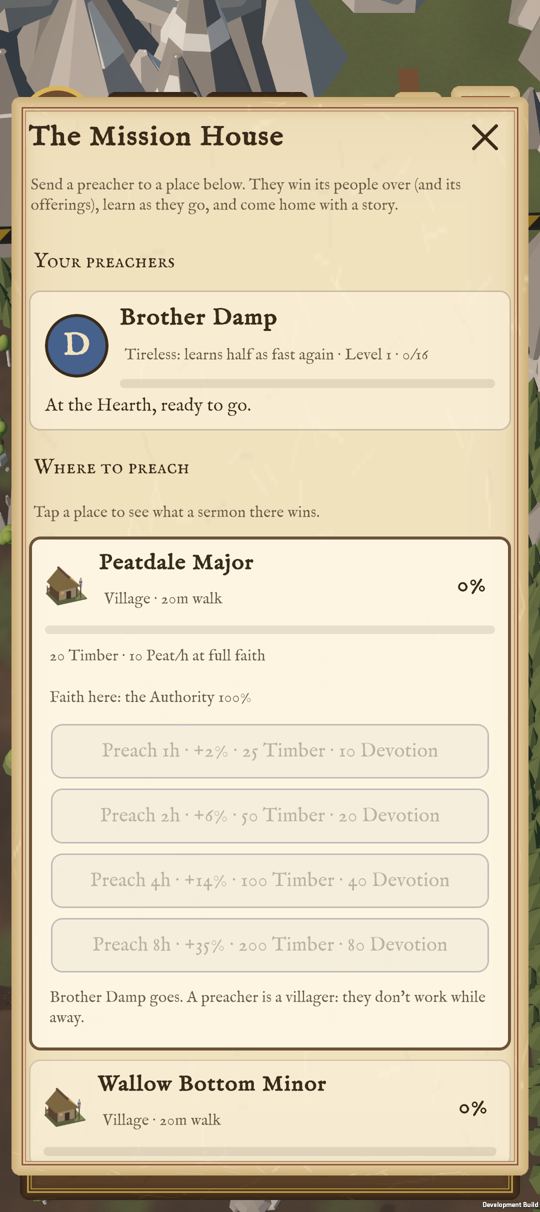 The Mission House
Send a preacher to a place below. They win its people over (and its
offerings), learn as they go, and come home with a story.
Your preachers
D
Brother Damp
Tireless: learns half as fast again · Level 1 · 0/16
At the Hearth, ready to go.
Where to preach
Tap a place to see what a sermon there wins.
Peatdale Major
Village · 20m walk
0%
20 Timber · 10 Peat/h at full faith
Faith here: the Authority 100%
Preach 1h · +2% · 25 Timber · 10 Devotion
Preach 2h · +6% · 50 Timber · 20 Devotion
Preach 4h · +14% · 100 Timber · 40 Devotion
Preach 8h · +35% · 200 Timber · 80 Devotion
Brother Damp goes. A preacher is a villager: they don't work while
away.
Wallow Bottom Minor
Village · 20m walk
0%
Development Build